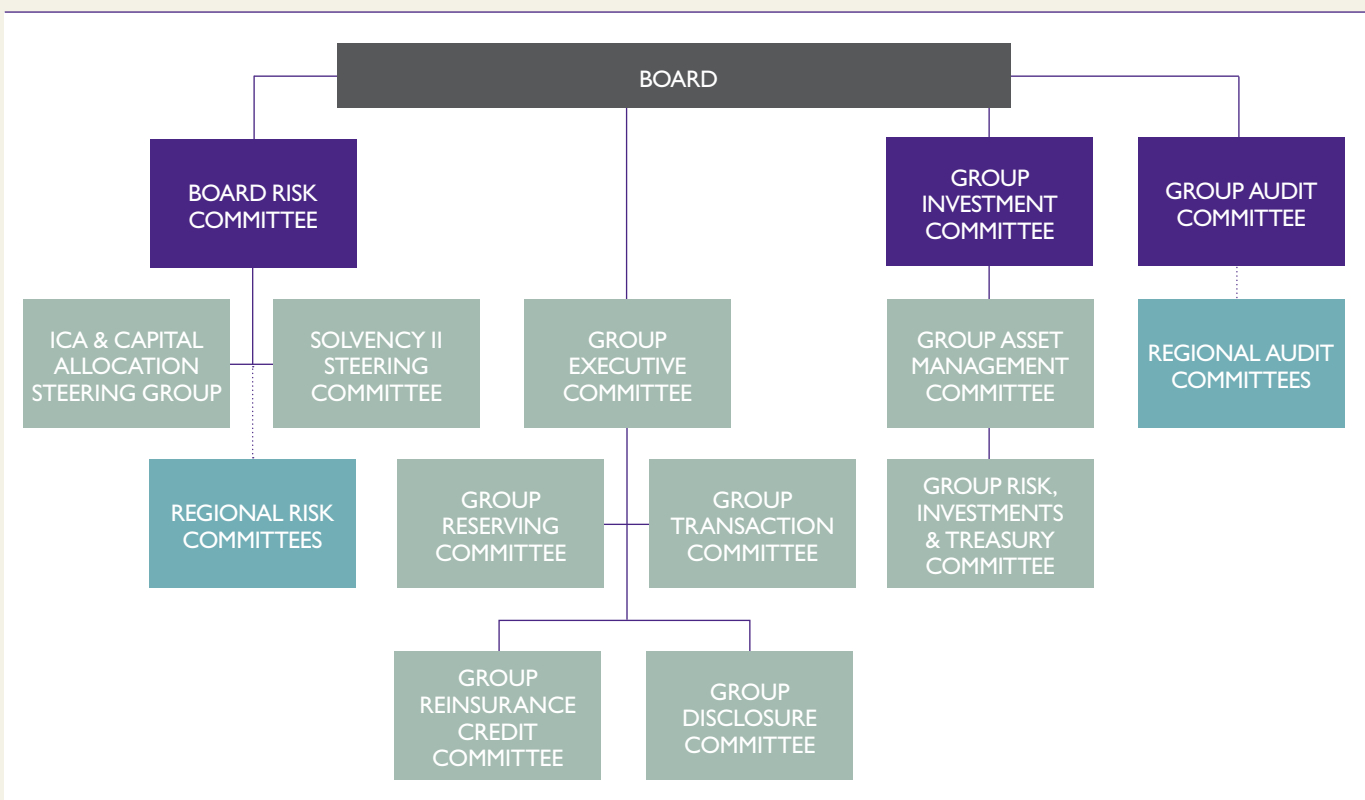 BOARD
BOARD RISK
COMMITTEE
GROUP
INVESTMENT
COMMITTEE
GROUP AUDIT
COMMITTEE
ICA & CAPITAL
ALLOCATION
STEERING GROUP
SOLVENCY II
STEERING
COMMITTEE
GROUP
EXECUTIVE
COMMITTEE
GROUP ASSET
MANAGEMENT
COMMITTEE
REGIONAL AUDIT
COMMITTEES
REGIONAL RISK
COMMITTEES
GROUP
RESERVING
COMMITTEE
GROUP
TRANSACTION
COMMITTEE
GROUP RISK,
INVESTMENTS
& TREASURY
COMMITTEE
GROUP
REINSURANCE
CREDIT
COMMITTEE
GROUP
DISCLOSURE
COMMITTEE